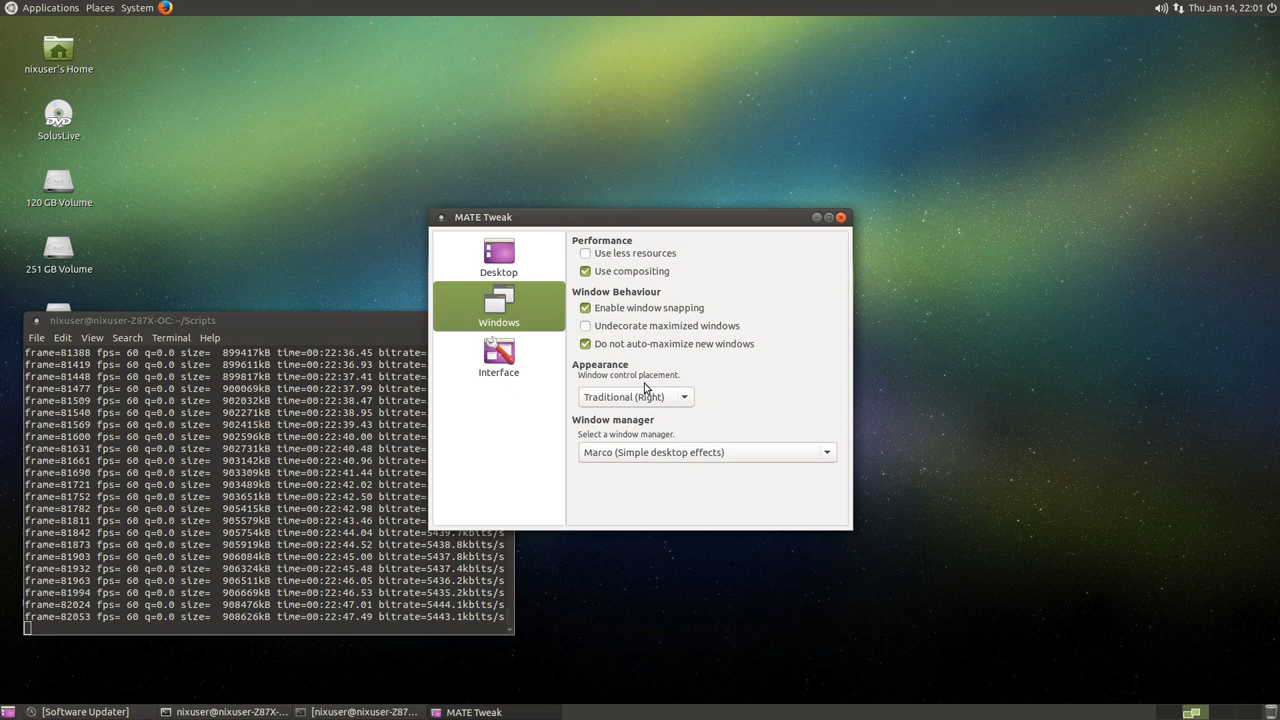 Applications Places System
Thu Jan 14, 22:01
nixuser's Home
SolusLive
120 GB Volume
251 GB Volume
MATE Tweak
Desktop
Windows
Interface
Performance
Use less resources
Use compositing
Window Behaviour
Enable window snapping
Undecorate maximized windows
Do not auto-maximize new windows
Appearance
Window control placement.
Traditional (Right)
Window manager
Select a window manager.
Marco (Simple desktop effects)
nixuser@nixuser-Z87X-OC: ~/Scripts
File Edit View Search Terminal Help
frame=81388 fps= 60 q=0.0 size=  899417kB time=00:22:36.45 bitrate=
frame=81419 fps= 60 q=0.0 size=  899611kB time=00:22:36.93 bitrate=
frame=81448 fps= 60 q=0.0 size=  899817kB time=00:22:37.41 bitrate=
frame=81477 fps= 60 q=0.0 size=  900069kB time=00:22:37.99 bitrate=
frame=81509 fps= 60 q=0.0 size=  902032kB time=00:22:38.47 bitrate=
frame=81540 fps= 60 q=0.0 size=  902271kB time=00:22:38.95 bitrate=
frame=81569 fps= 60 q=0.0 size=  902415kB time=00:22:39.43 bitrate=
frame=81600 fps= 60 q=0.0 size=  902596kB time=00:22:40.00 bitrate=
frame=81631 fps= 60 q=0.0 size=  902731kB time=00:22:40.48 bitrate=
frame=81661 fps= 60 q=0.0 size=  903142kB time=00:22:40.96 bitrate=
frame=81690 fps= 60 q=0.0 size=  903309kB time=00:22:41.44 bitrate=
frame=81721 fps= 60 q=0.0 size=  903489kB time=00:22:42.02 bitrate=
frame=81752 fps= 60 q=0.0 size=  903651kB time=00:22:42.50 bitrate=
frame=81782 fps= 60 q=0.0 size=  905415kB time=00:22:42.98 bitrate=
frame=81811 fps= 60 q=0.0 size=  905579kB time=00:22:43.46 bitrate=
frame=81842 fps= 60 q=0.0 size=  905754kB time=00:22:44.04 bitrate=5439.7kbits/s
frame=81873 fps= 60 q=0.0 size=  905919kB time=00:22:44.52 bitrate=5438.8kbits/s
frame=81903 fps= 60 q=0.0 size=  906084kB time=00:22:45.00 bitrate=5437.8kbits/s
frame=81932 fps= 60 q=0.0 size=  906324kB time=00:22:45.48 bitrate=5437.4kbits/s
frame=81963 fps= 60 q=0.0 size=  906511kB time=00:22:46.05 bitrate=5436.2kbits/s
frame=81994 fps= 60 q=0.0 size=  906669kB time=00:22:46.53 bitrate=5435.2kbits/s
frame=82024 fps= 60 q=0.0 size=  908476kB time=00:22:47.01 bitrate=5444.1kbits/s
frame=82053 fps= 60 q=0.0 size=  908626kB time=00:22:47.49 bitrate=5443.1kbits/s
[Software Updater]
nixuser@nixuser-Z87X-...
[nixuser@nixuser-Z87...
MATE Tweak